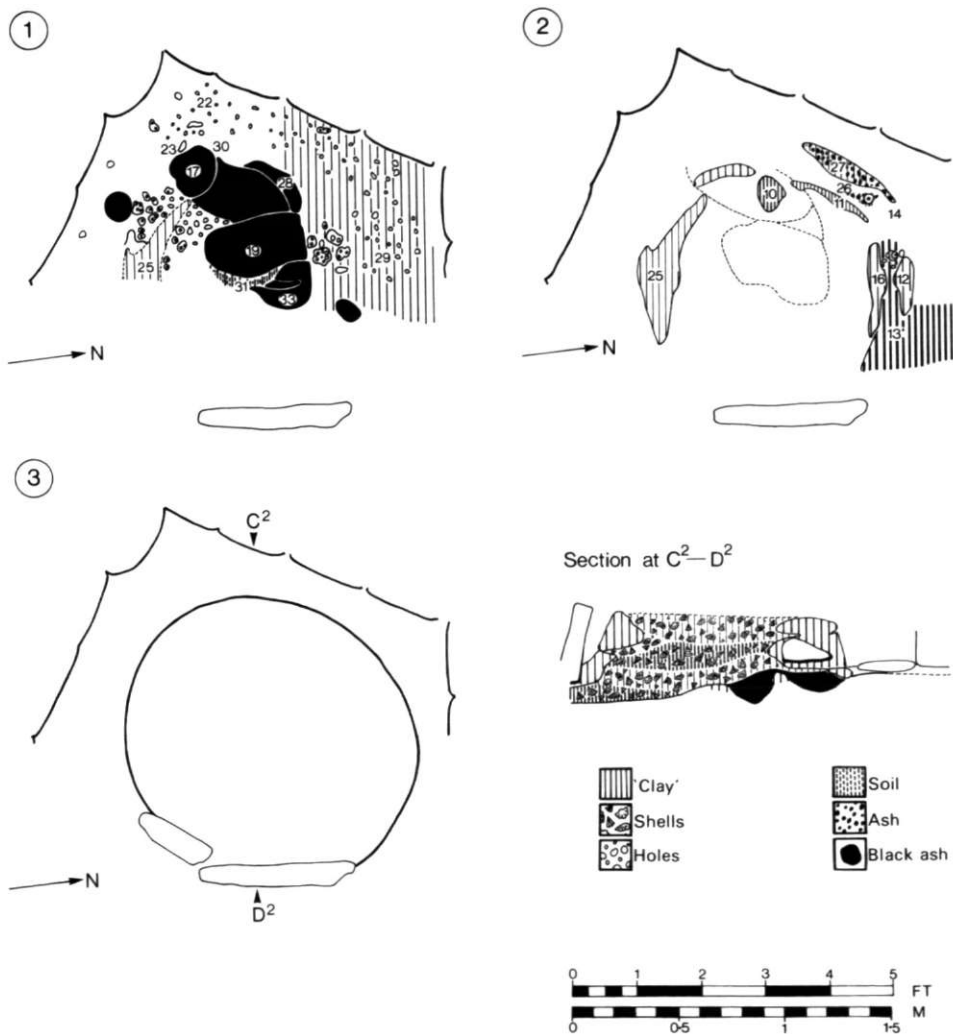 1
22
23
30
17
28
19
25
29
31
33
N
2
27
10
26
11
14
25
16
12
13
N
3
C²
N
D²
Section at C²—D²
'Clay'
Shells
Holes
Soil
Ash
Black ash
0 1 2 3 4 5 FT
0 0·5 1 1·5 M